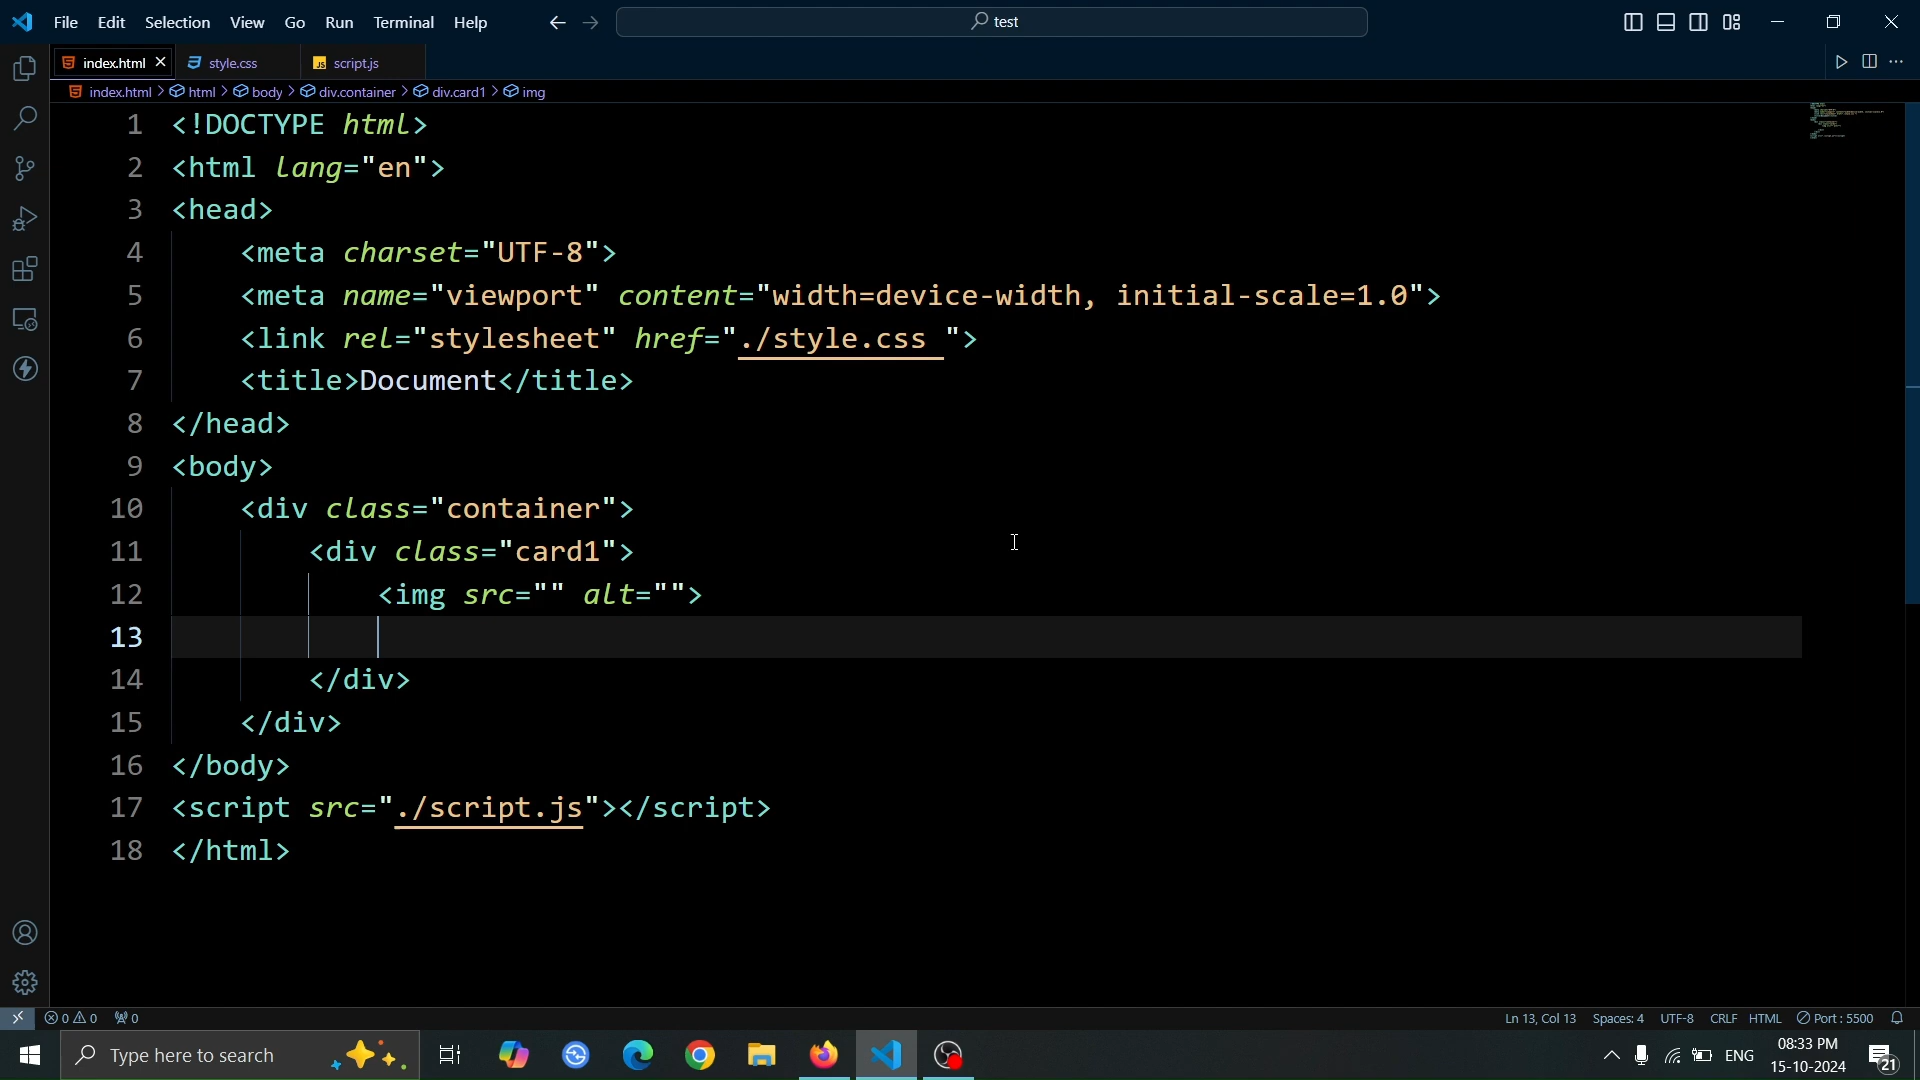 File Edit Selection View Go Run Terminal Help
test
index.html
style.css
JS script.js
index.html > html > body > div.container > div.card1 > img
1 <!DOCTYPE html>
2 <html lang="en">
3 <head>
4 <meta charset="UTF-8">
5 <meta name="viewport" content="width=device-width, initial-scale=1.0">
6 <link rel="stylesheet" href="./style.css ">
7 <title>Document</title>
8 </head>
9 <body>
10 <div class="container">
11 <div class="card1">
12 <img src="" alt="">
13
14 </div>
15 </div>
16 </body>
17 <script src="./script.js"></script>
18 </html>
0 0 0
Ln 13, Col 13 Spaces: 4 UTF-8 CRLF HTML Port : 5500
Type here to search
ENG
08:33 PM
15-10-2024
21